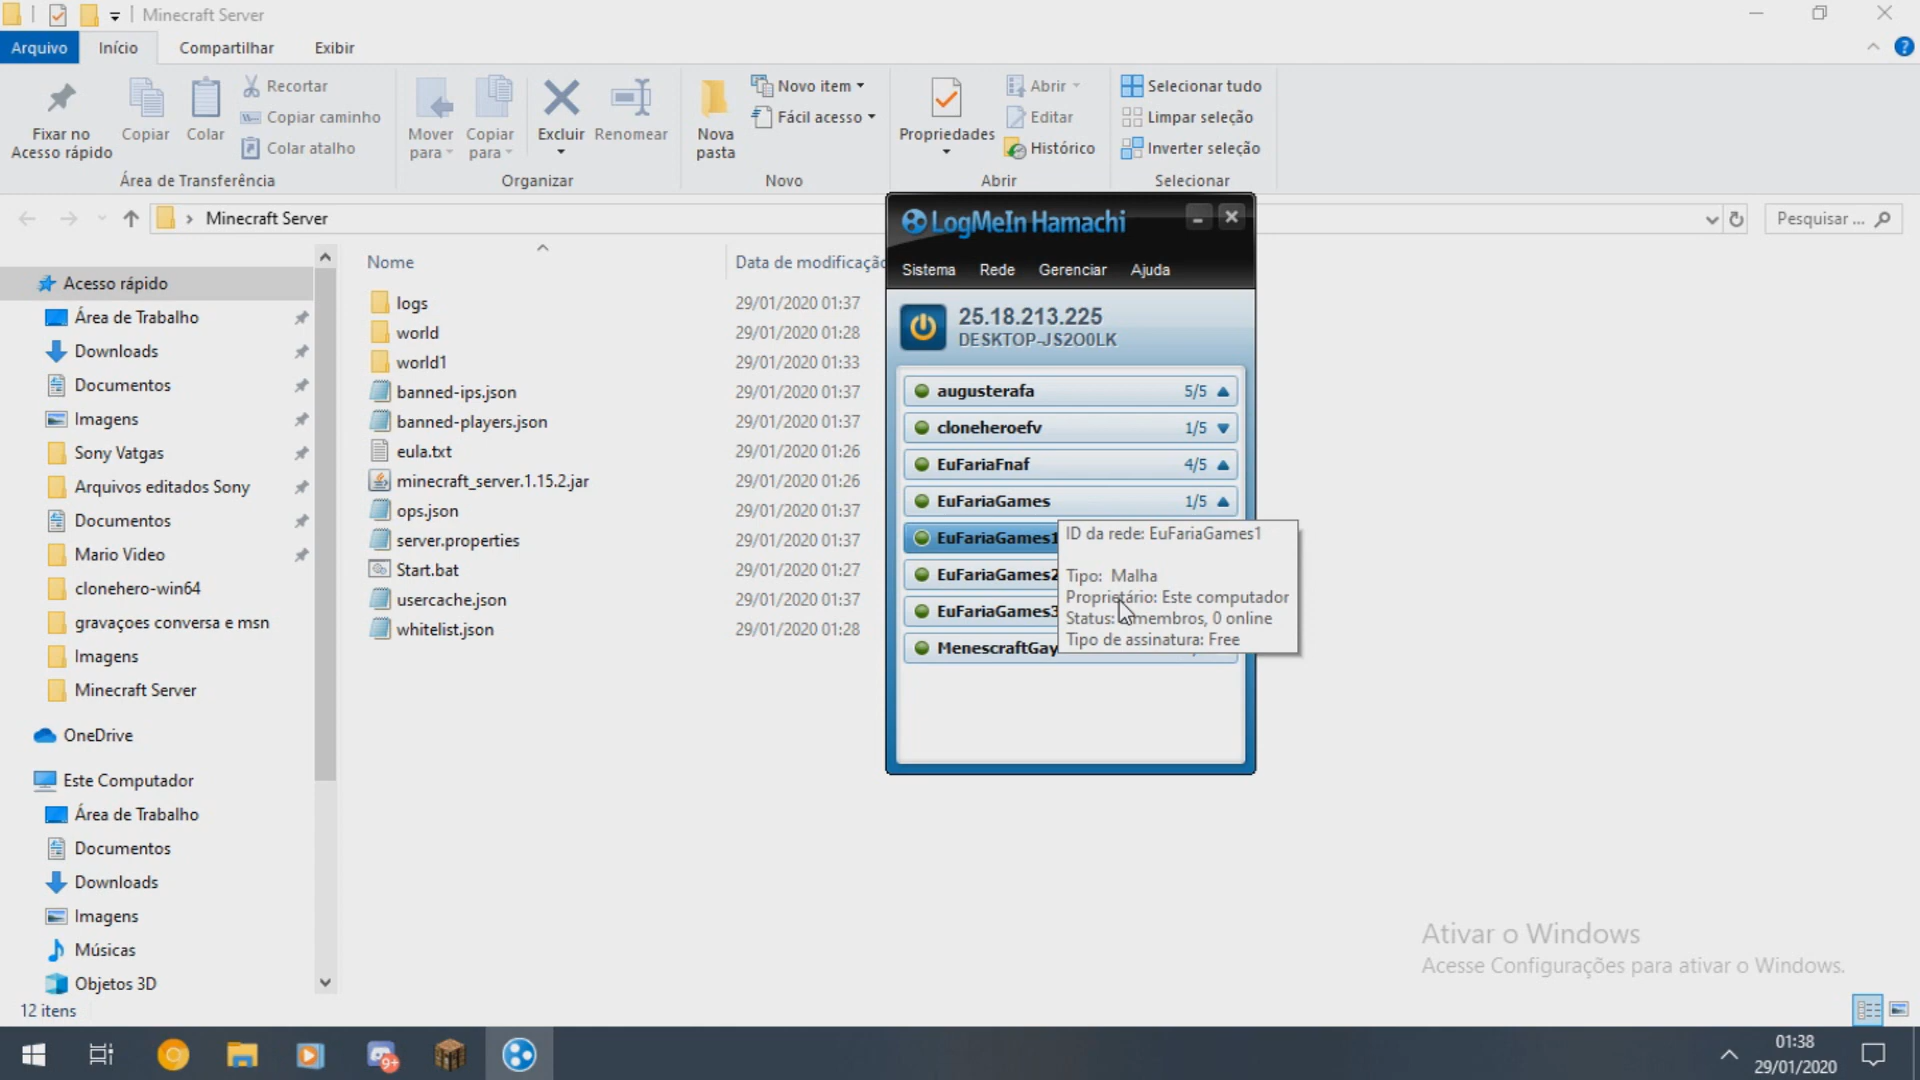 Minecraft Server
Arquivo Início Compartilhar Exibir
Fixar no Acesso rápido
Copiar
Colar
Recortar
Copiar caminho
Colar atalho
Área de Transferência
Mover para
Copiar para
Excluir
Renomear
Organizar
Nova pasta
Novo item
Fácil acesso
Novo
Propriedades
Abrir
Editar
Histórico
Abrir
Selecionar tudo
Limpar seleção
Inverter seleção
Selecionar
Minecraft Server
Pesquisar ...
Acesso rápido
Área de Trabalho
Downloads
Documentos
Imagens
Sony Vatgas
Arquivos editados Sony
Documentos
Mario Video
clonehero-win64
gravaçoes conversa e msn
Imagens
Minecraft Server
OneDrive
Este Computador
Área de Trabalho
Documentos
Downloads
Imagens
Músicas
Objetos 3D
12 itens
Nome Data de modificação
logs 29/01/2020 01:37
world 29/01/2020 01:28
world1 29/01/2020 01:33
banned-ips.json 29/01/2020 01:37
banned-players.json 29/01/2020 01:37
eula.txt 29/01/2020 01:26
minecraft_server.1.15.2.jar 29/01/2020 01:26
ops.json 29/01/2020 01:37
server.properties 29/01/2020 01:37
Start.bat 29/01/2020 01:27
usercache.json 29/01/2020 01:37
whitelist.json 29/01/2020 01:28
LogMeIn Hamachi
Sistema Rede Gerenciar Ajuda
25.18.213.225
DESKTOP-JS2O0LK
augusterafa 5/5
cloneheroefv 1/5
EuFariaFnaf 4/5
EuFariaGames 1/5
EuFariaGames1
EuFariaGames2
EuFariaGames3
MenescraftGay
ID da rede: EuFariaGames1
Tipo: Malha
Proprietário: Este computador
Status: membros, 0 online
Tipo de assinatura: Free
Ativar o Windows
Acesse Configurações para ativar o Windows.
9+
01:38
29/01/2020